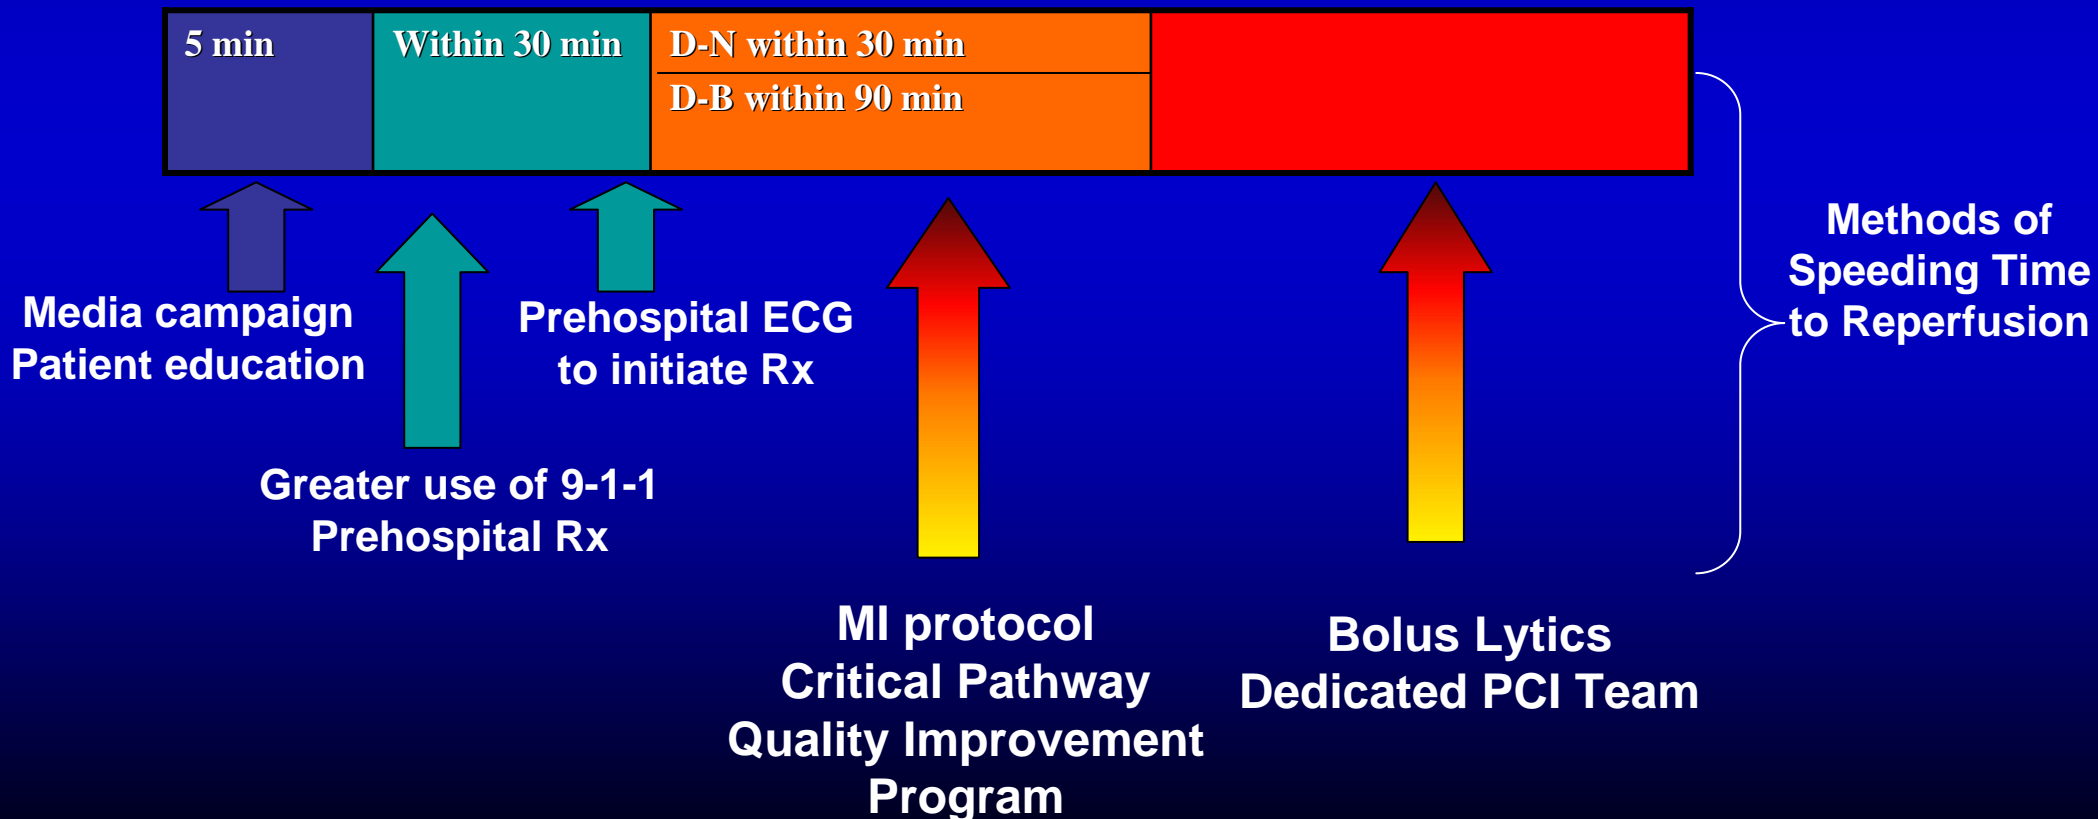 5 min
Within 30 min
D-N within 30 min
D-B within 90 min
Media campaign
Patient education
Greater use of 9-1-1
Prehospital Rx
Prehospital ECG
to initiate Rx
MI protocol
Critical Pathway
Quality Improvement
Program
Bolus Lytics
Dedicated PCI Team
Methods of
Speeding Time
to Reperfusion